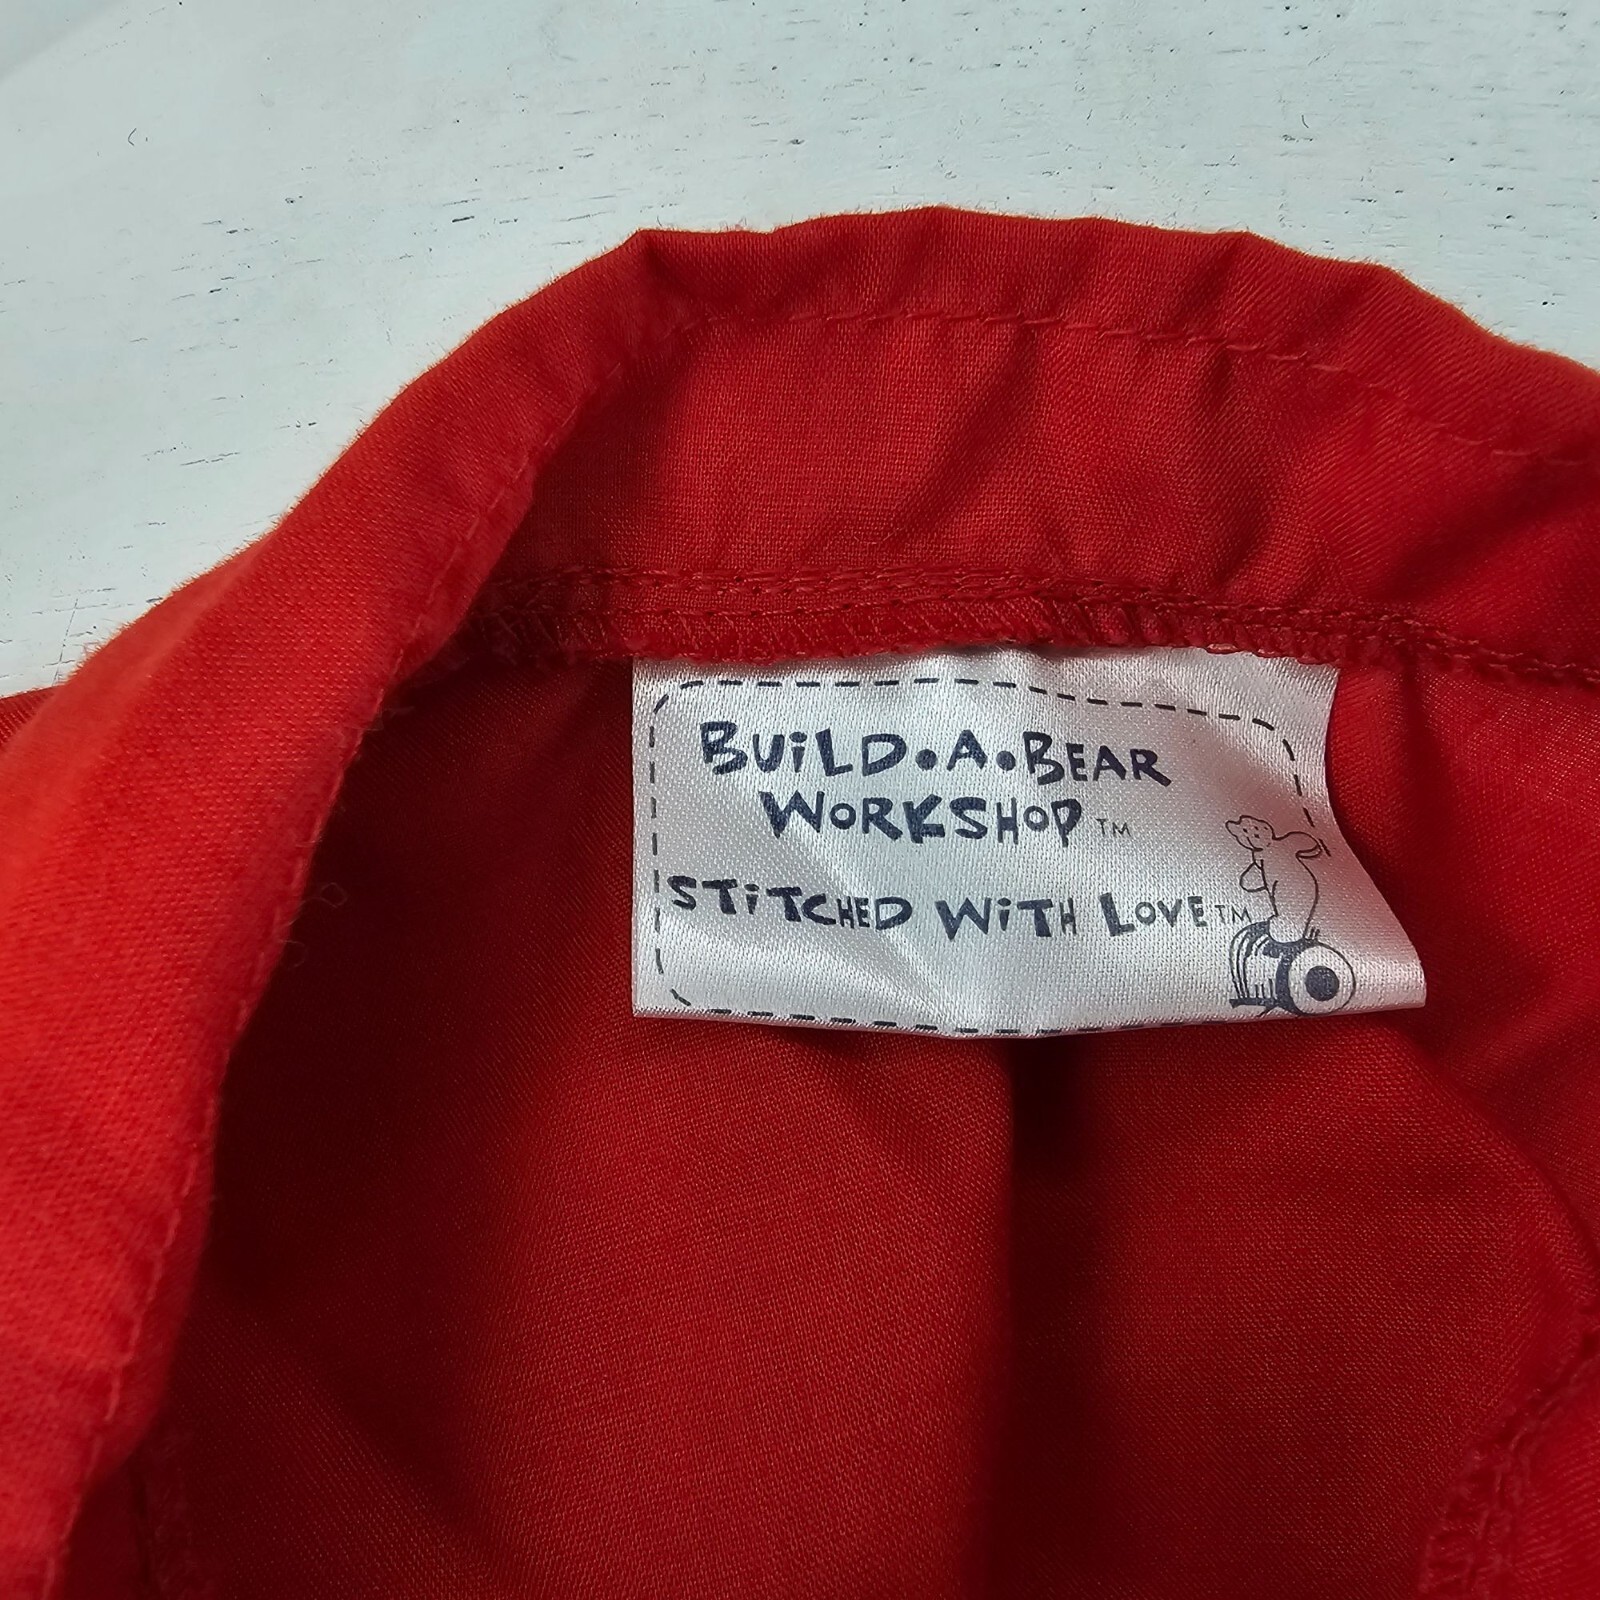 BUiLD•A•BEAR
WORKSHOP™
STiTCHED WiTH LOVE™